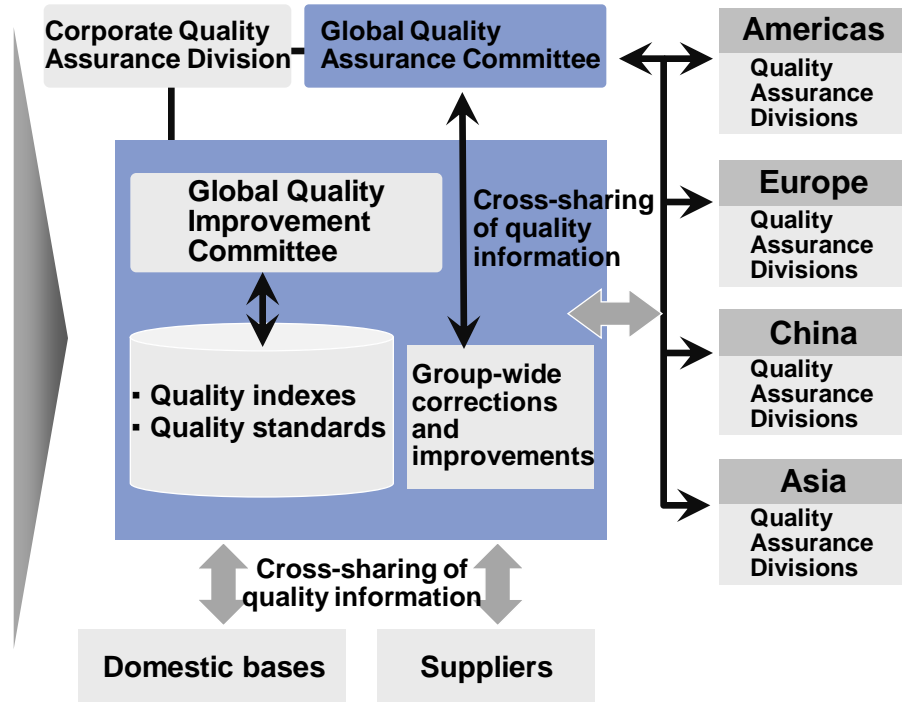 Corporate Quality
Assurance Division
Global Quality
Assurance Committee
Global Quality
Improvement
Committee
Cross-sharing
of quality
information
▪ Quality indexes
▪ Quality standards
Group-wide
corrections
and
improvements
Cross-sharing of
quality information
Domestic bases
Suppliers
Americas
Quality
Assurance
Divisions
Europe
Quality
Assurance
Divisions
China
Quality
Assurance
Divisions
Asia
Quality
Assurance
Divisions